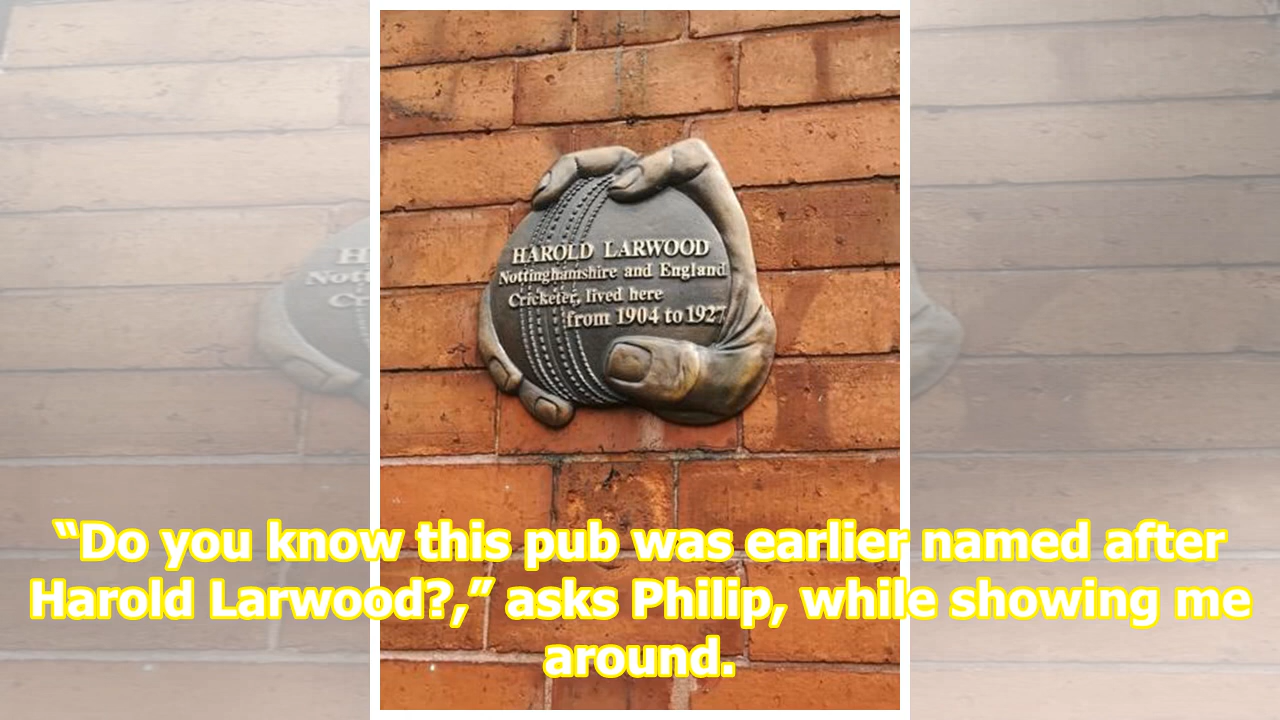 HAROLD LARWOOD
Nottinghamshire and England
Cricketer, lived here
from 1904 to 1927
“Do you know this pub was earlier named after
Harold Larwood?,” asks Philip, while showing me
around.